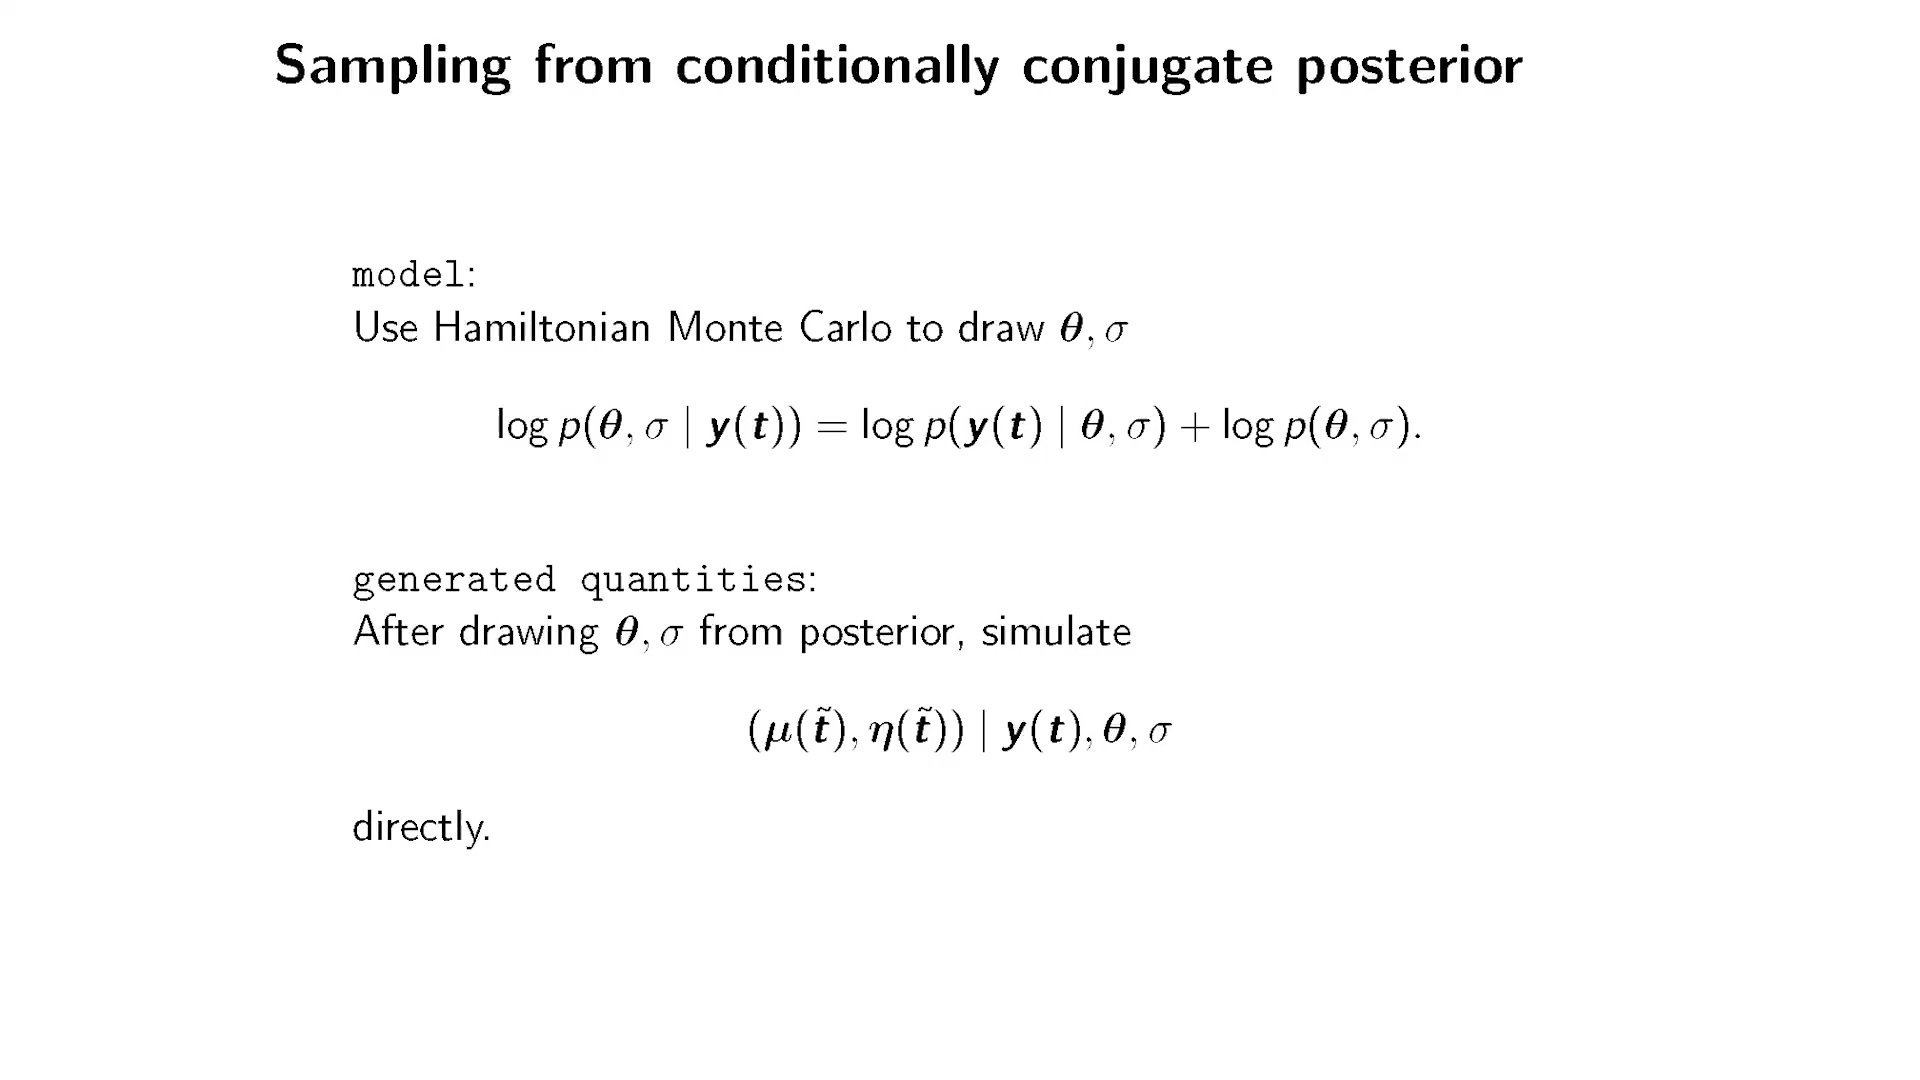 Sampling from conditionally conjugate posterior
model:
Use Hamiltonian Monte Carlo to draw θ, σ
log p(θ, σ | y(t)) = log p(y(t) | θ, σ) + log p(θ, σ).
generated quantities:
After drawing θ, σ from posterior, simulate
(μ(t̃), η(t̃)) | y(t), θ, σ
directly.